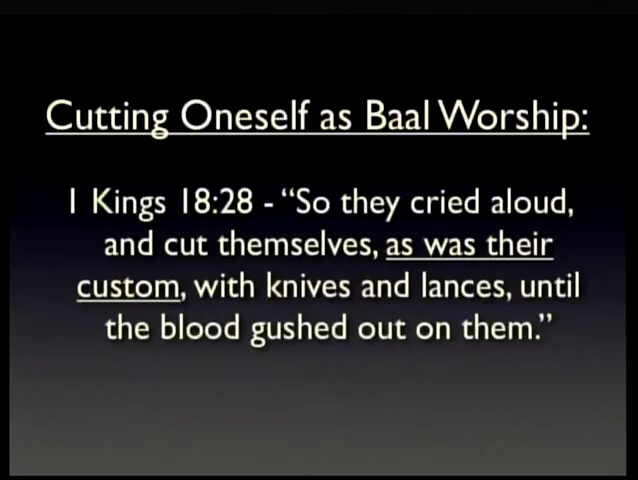 Cutting Oneself as Baal Worship:
1 Kings 18:28 - “So they cried aloud,
and cut themselves, as was their
custom, with knives and lances, until
the blood gushed out on them.”